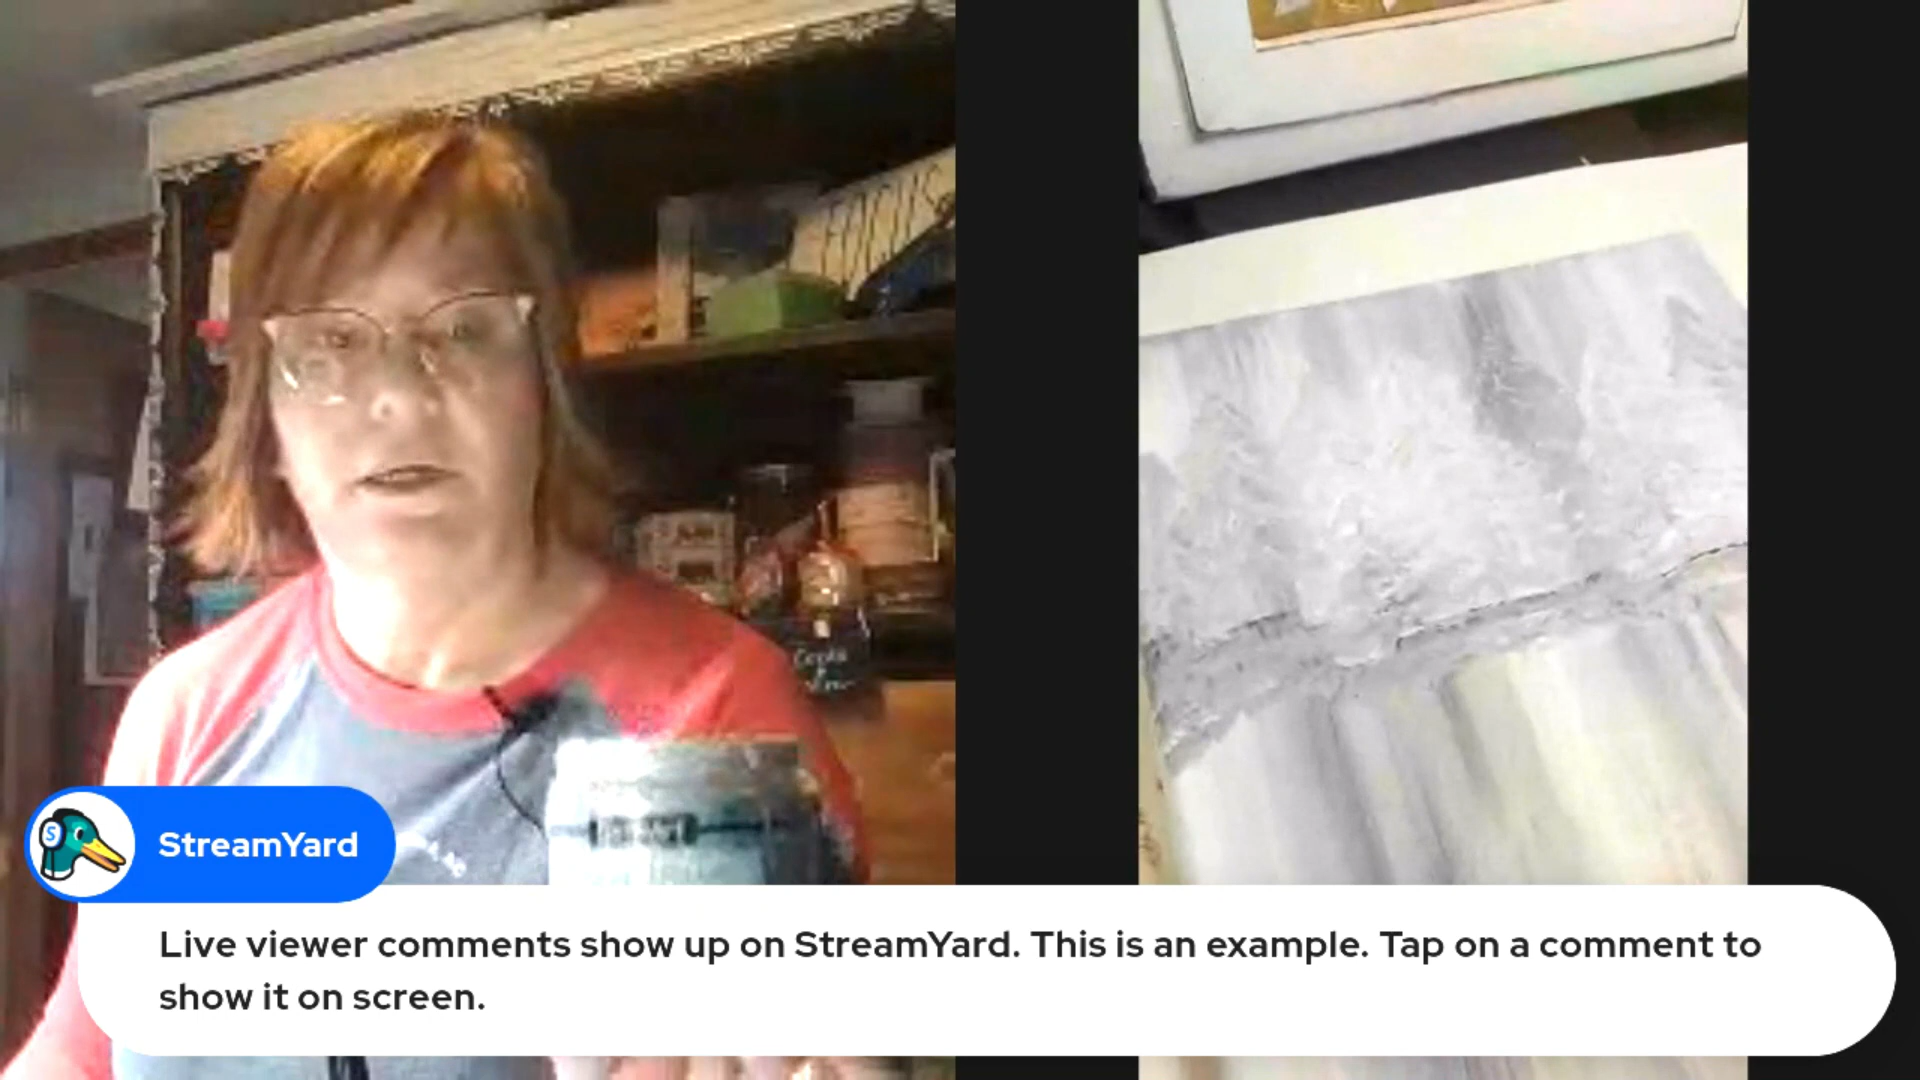 FOCUS
StreamYard
Live viewer comments show up on StreamYard. This is an example. Tap on a comment to
show it on screen.